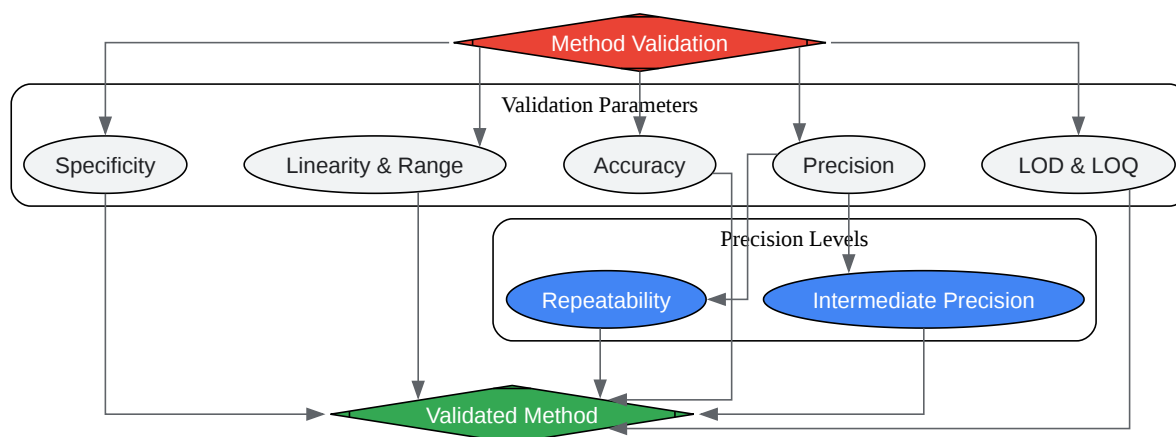 Method Validation
Validation Parameters
Specificity
Linearity & Range
Accuracy
Precision
LOD & LOQ
Precision Levels
Repeatability
Intermediate Precision
Validated Method